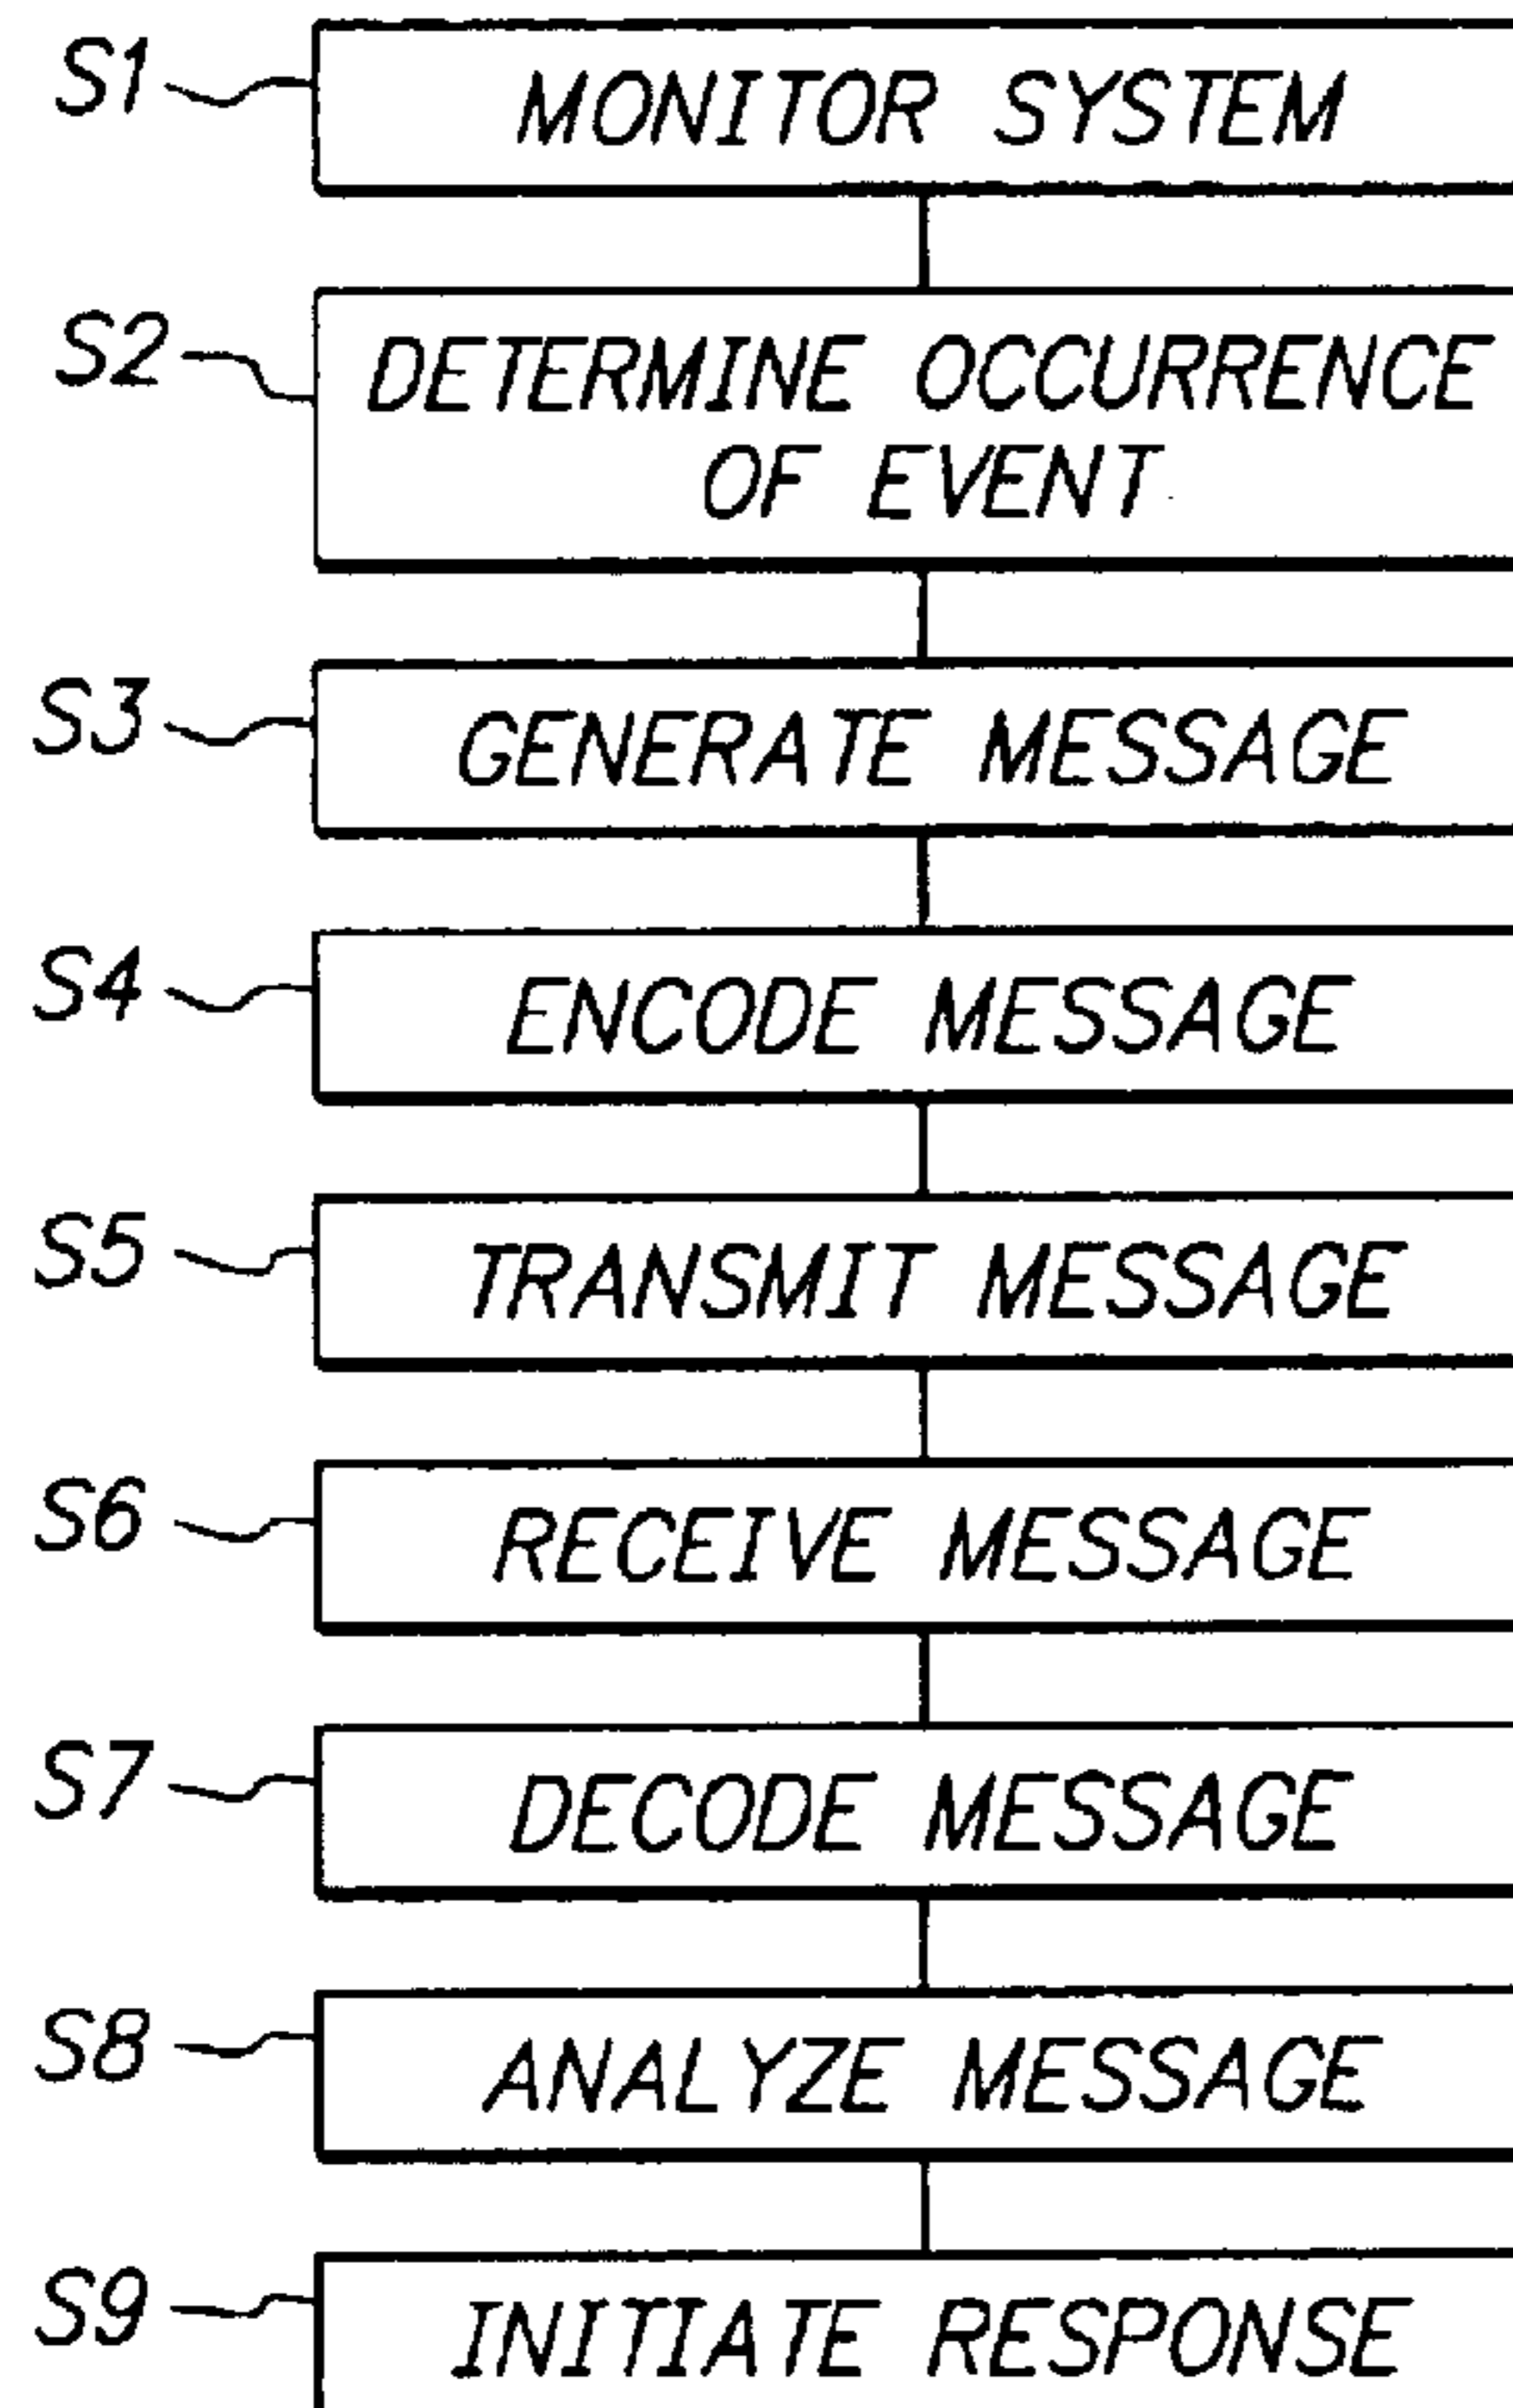 S1 MONITOR SYSTEM
S2 DETERMINE OCCURRENCE
OF EVENT
S3 GENERATE MESSAGE
S4 ENCODE MESSAGE
S5 TRANSMIT MESSAGE
S6 RECEIVE MESSAGE
S7 DECODE MESSAGE
S8 ANALYZE MESSAGE
S9 INITIATE RESPONSE